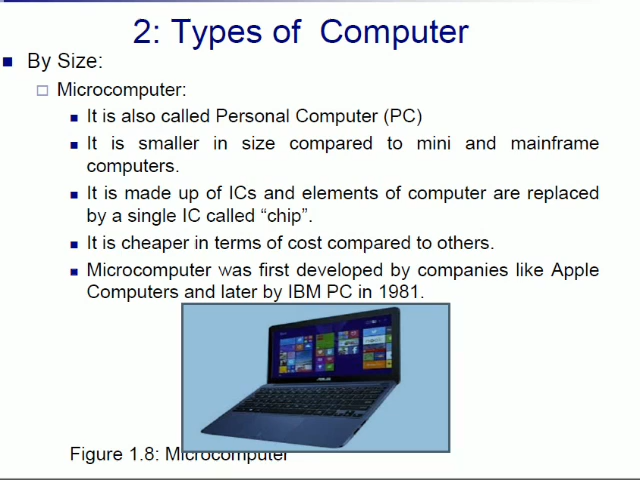 2: Types of Computer
By Size:
Microcomputer:
It is also called Personal Computer (PC)
It is smaller in size compared to mini and mainframe
computers.
It is made up of ICs and elements of computer are replaced
by a single IC called “chip”.
It is cheaper in terms of cost compared to others.
Microcomputer was first developed by companies like Apple
Computers and later by IBM PC in 1981.
ASUS
Figure 1.8: Microcomputer